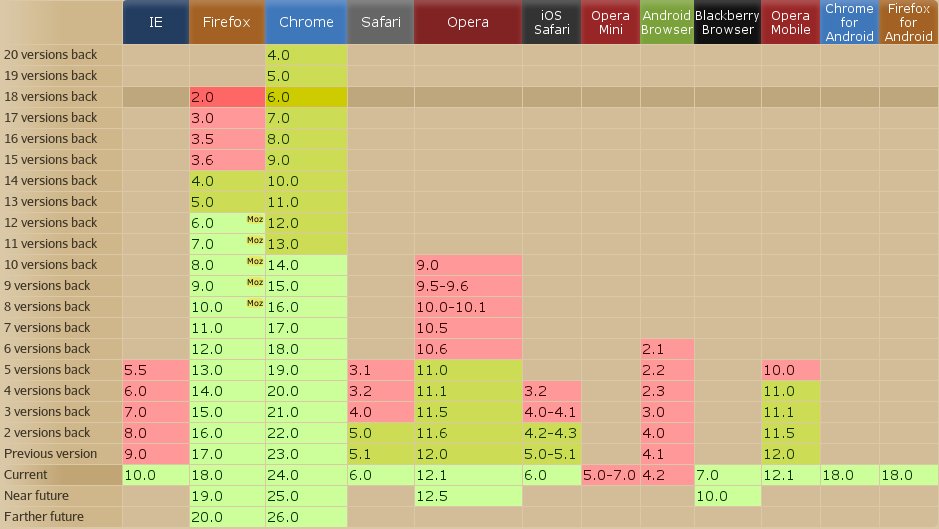 IE Firefox Chrome Safari Opera iOS Safari Opera Mini Android Browser Blackberry Browser Opera Mobile Chrome for Android Firefox for Android
20 versions back 4.0
19 versions back 5.0
18 versions back 2.0 6.0
17 versions back 3.0 7.0
16 versions back 3.5 8.0
15 versions back 3.6 9.0
14 versions back 4.0 10.0
13 versions back 5.0 11.0
12 versions back 6.0 Moz 12.0
11 versions back 7.0 Moz 13.0
10 versions back 8.0 Moz 14.0 9.0
9 versions back 9.0 Moz 15.0 9.5-9.6
8 versions back 10.0 Moz 16.0 10.0-10.1
7 versions back 11.0 17.0 10.5
6 versions back 12.0 18.0 10.6 2.1
5 versions back 5.5 13.0 19.0 3.1 11.0 2.2 10.0
4 versions back 6.0 14.0 20.0 3.2 11.1 3.2 2.3 11.0
3 versions back 7.0 15.0 21.0 4.0 11.5 4.0-4.1 3.0 11.1
2 versions back 8.0 16.0 22.0 5.0 11.6 4.2-4.3 4.0 11.5
Previous version 9.0 17.0 23.0 5.1 12.0 5.0-5.1 4.1 12.0
Current 10.0 18.0 24.0 6.0 12.1 6.0 5.0-7.0 4.2 7.0 12.1 18.0 18.0
Near future 19.0 25.0 12.5 10.0
Farther future 20.0 26.0